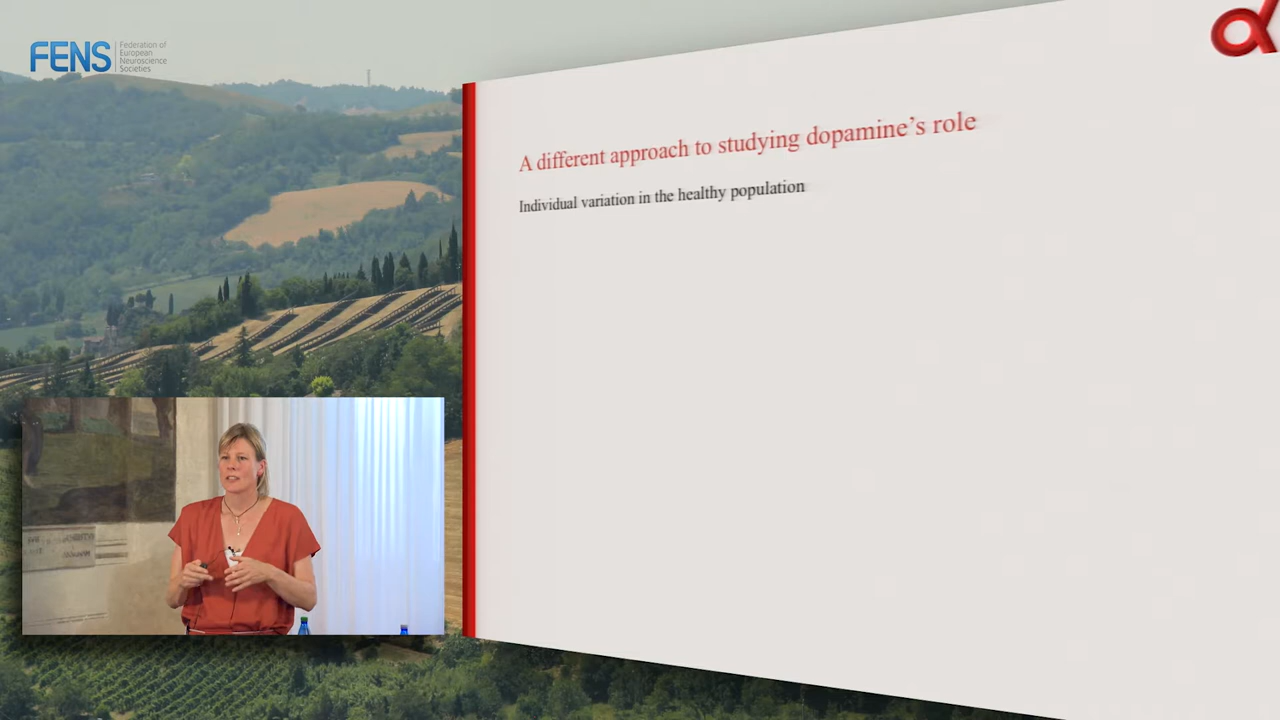 FENS
Federation of
European
Neuroscience
Societies
A different approach to studying dopamine’s role
Individual variation in the healthy population